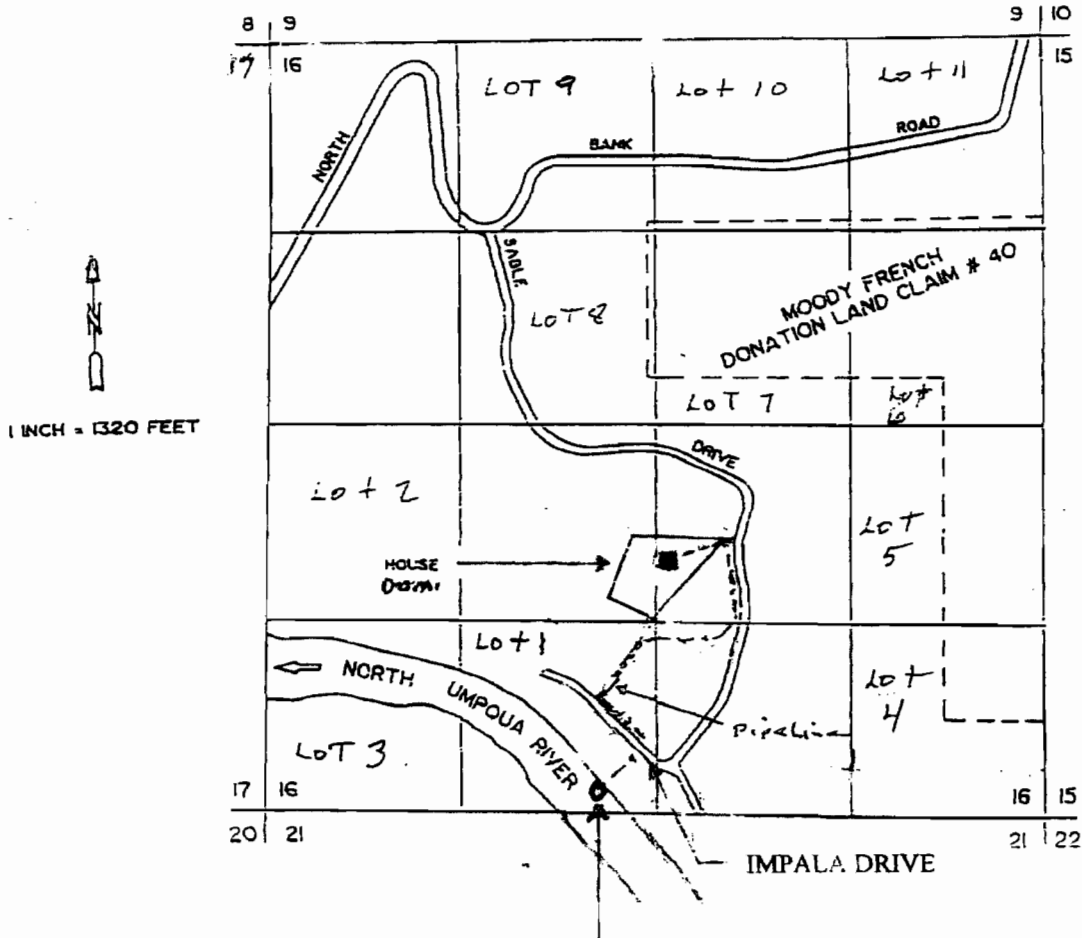 8 | 9
9 | 10
17 | 16
15
LOT 9
Lot 10
Lot 11
NORTH
BANK
ROAD
SABLE
LOT 8
MOODY FRENCH
DONATION LAND CLAIM # 40
N
LOT 7
Lot
6
1 INCH = 1320 FEET
DRIVE
Lot 2
LOT
5
HOUSE
Lot 1
NORTH UMPQUA RIVER
Lot
4
Pipeline
LOT 3
17 | 16
16 | 15
20 | 21
21 | 22
IMPALA DRIVE